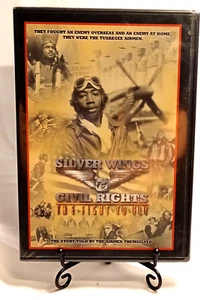 THEY FOUGHT AN ENEMY OVERSEAS AND AN ENEMY AT HOME.
THEY WERE THE TUSKEGEE AIRMEN.
SILVER WINGS
&
CIVIL RIGHTS
THE FIGHT TO FLY
THE STORY TOLD BY THE AIRMEN THEMSELVES